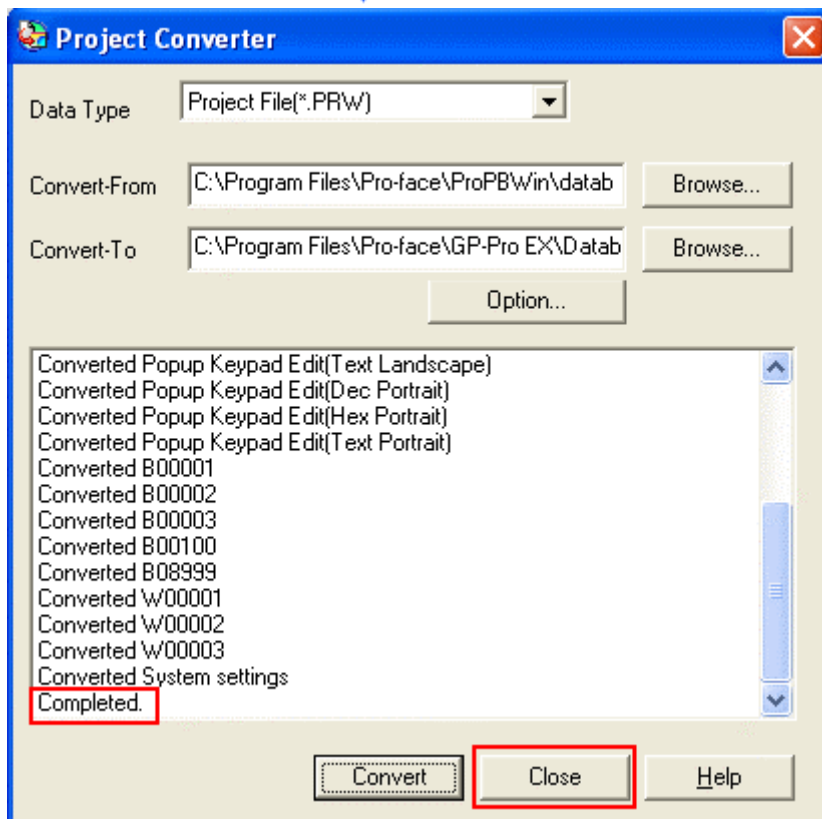 Project Converter
Data Type
Project File(*.PRW)
Convert-From
C:\Program Files\Pro-face\ProPBWin\datab
Browse...
Convert-To
C:\Program Files\Pro-face\GP-Pro EX\Datab
Browse...
Option...
Converted Popup Keypad Edit(Text Landscape)
Converted Popup Keypad Edit(Dec Portrait)
Converted Popup Keypad Edit(Hex Portrait)
Converted Popup Keypad Edit(Text Portrait)
Converted B00001
Converted B00002
Converted B00003
Converted B00100
Converted B08999
Converted W00001
Converted W00002
Converted W00003
Converted System settings
Completed.
Convert
Close
Help